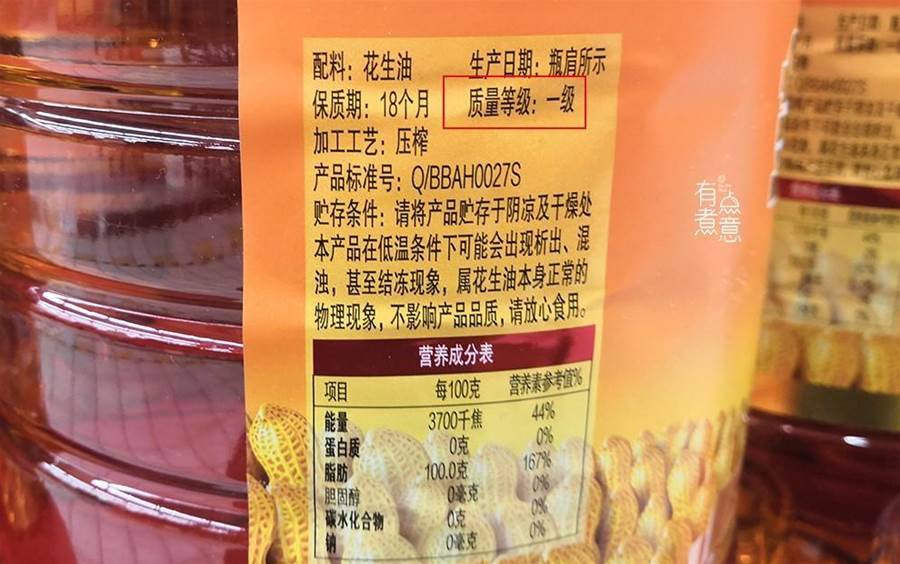 配料：花生油 生产日期：瓶肩所示
保质期：18个月 质量等级：一级
加工工艺：压榨
产品标准号：Q/BBAH0027S
贮存条件：请将产品贮存于阴凉及干燥处
本产品在低温条件下可能会出现析出、混
浊，甚至结冻现象，属花生油本身正常的
物理现象，不影响产品品质，请放心食用。
营养成分表
项目 每100克 营养素参考值%
能量 3700千焦 44%
蛋白质 0克 0%
脂肪 100.0克 167%
胆固醇 0毫克 0%
碳水化合物 0克 0%
钠 0毫克 0%
有点
煮意